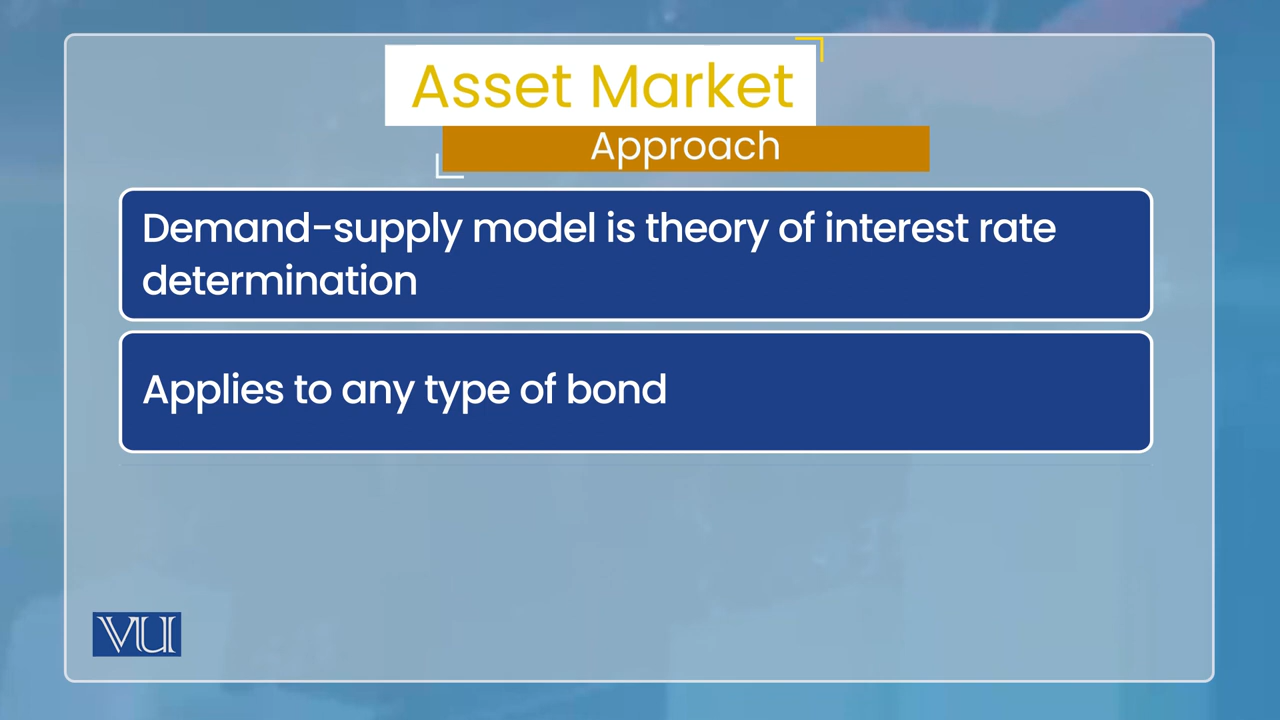 Asset Market
Approach
Demand-supply model is theory of interest rate
determination
Applies to any type of bond
VU